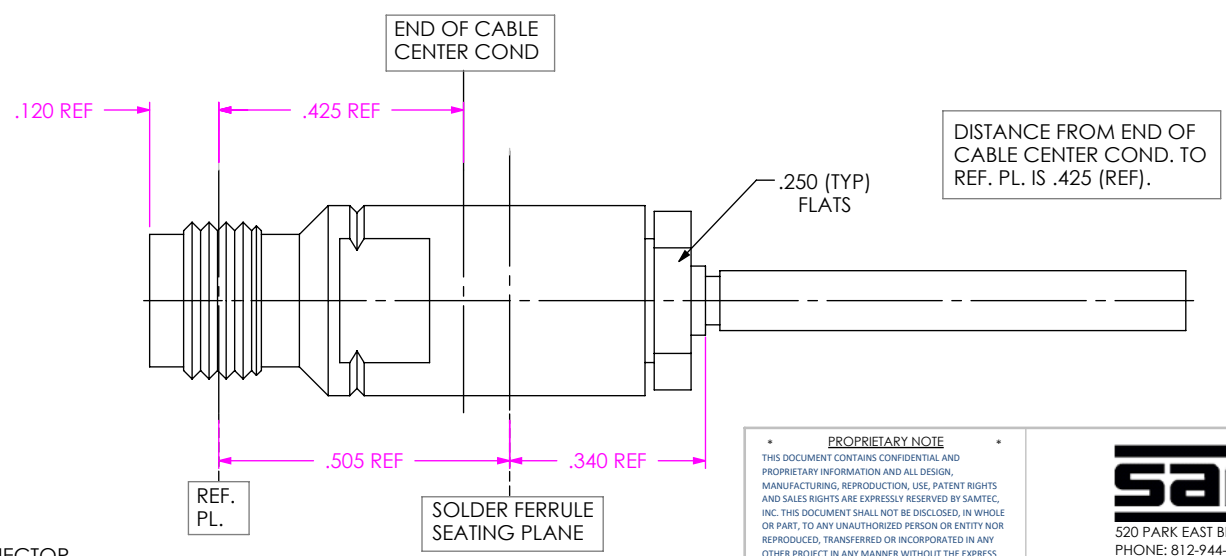 END OF CABLE
CENTER COND
.120 REF
.425 REF
DISTANCE FROM END OF
CABLE CENTER COND. TO
REF. PL. IS .425 (REF).
.250 (TYP)
FLATS
.505 REF
.340 REF
REF.
PL.
SOLDER FERRULE
SEATING PLANE
* PROPRIETARY NOTE *
THIS DOCUMENT CONTAINS CONFIDENTIAL AND
PROPRIETARY INFORMATION AND ALL DESIGN,
MANUFACTURING, REPRODUCTION, USE, PATENT RIGHTS
AND SALES RIGHTS ARE EXPRESSLY RESERVED BY SAMTEC,
INC. THIS DOCUMENT SHALL NOT BE DISCLOSED, IN WHOLE
OR PART, TO ANY UNAUTHORIZED PERSON OR ENTITY NOR
REPRODUCED, TRANSFERRED OR INCORPORATED IN ANY
OTHER PROJECT IN ANY MANNER WITHOUT THE EXPRESS
sa
520 PARK EAST B
PHONE: 812-944-